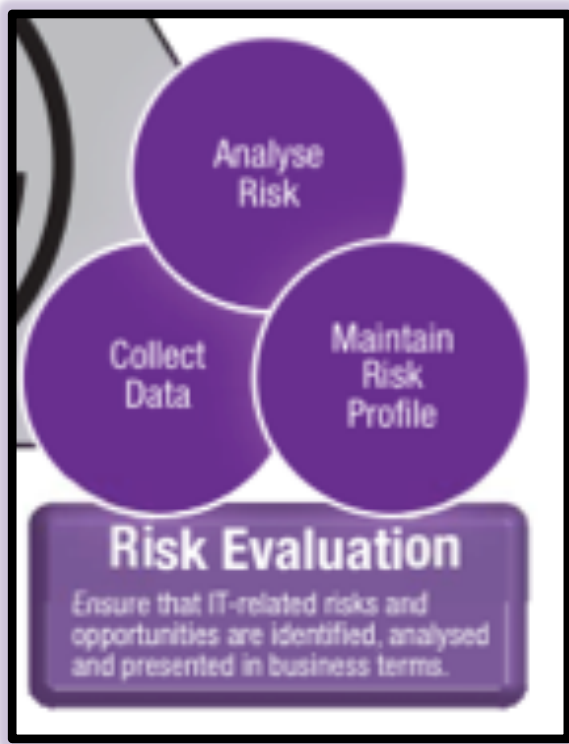 Analyse
Risk
Collect
Data
Maintain
Risk
Profile
Risk Evaluation
Ensure that IT-related risks and
opportunities are identified, analysed
and presented in business terms.